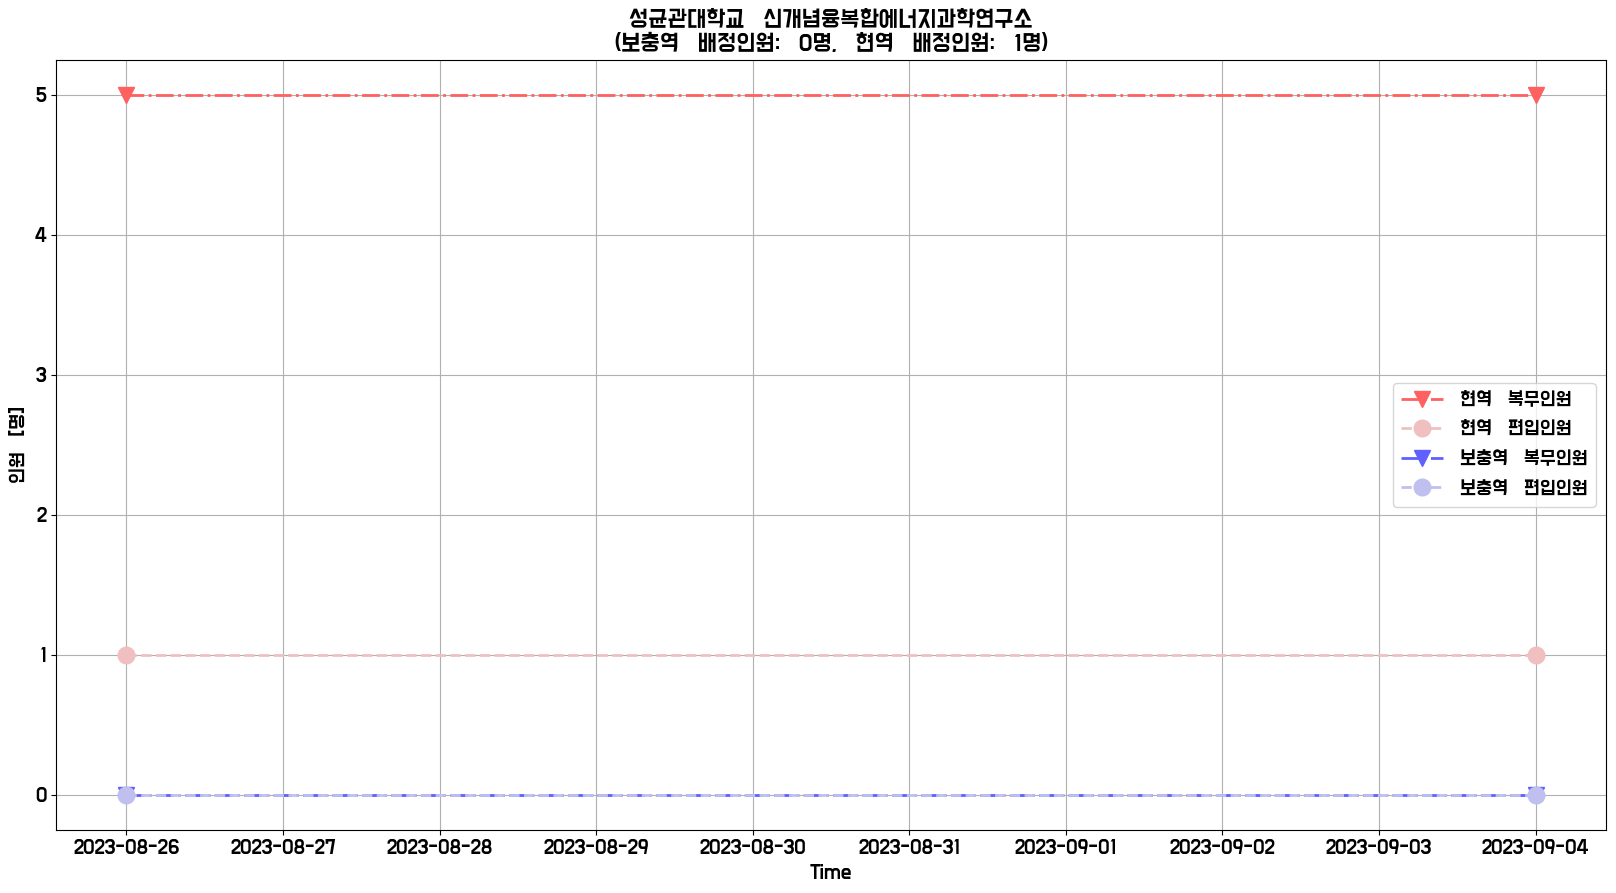 성균관대학교 신개념융복합에너지과학연구소
(보충역 배정인원: 0명, 현역 배정인원: 1명)
인원 [명]
5
4
3
2
1
0
현역 복무인원
현역 편입인원
보충역 복무인원
보충역 편입인원
2023-08-26 2023-08-27 2023-08-28 2023-08-29 2023-08-30 2023-08-31 2023-09-01 2023-09-02 2023-09-03 2023-09-04
Time